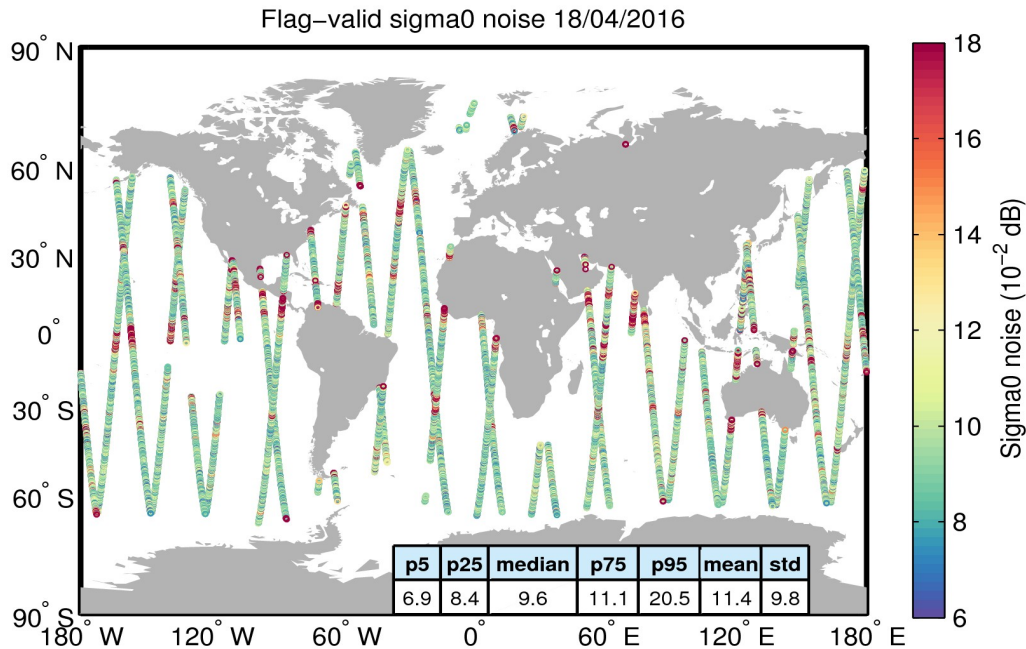 Flag−valid sigma0 noise 18/04/2016
90° N
60° N
30° N
0°
30° S
60° S
90° S
180° W
120° W
60° W
0°
60° E
120° E
180° E
p5 p25 median p75 p95 mean std
6.9 8.4 9.6 11.1 20.5 11.4 9.8
18
16
14
12
10
8
6
Sigma0 noise (10⁻² dB)